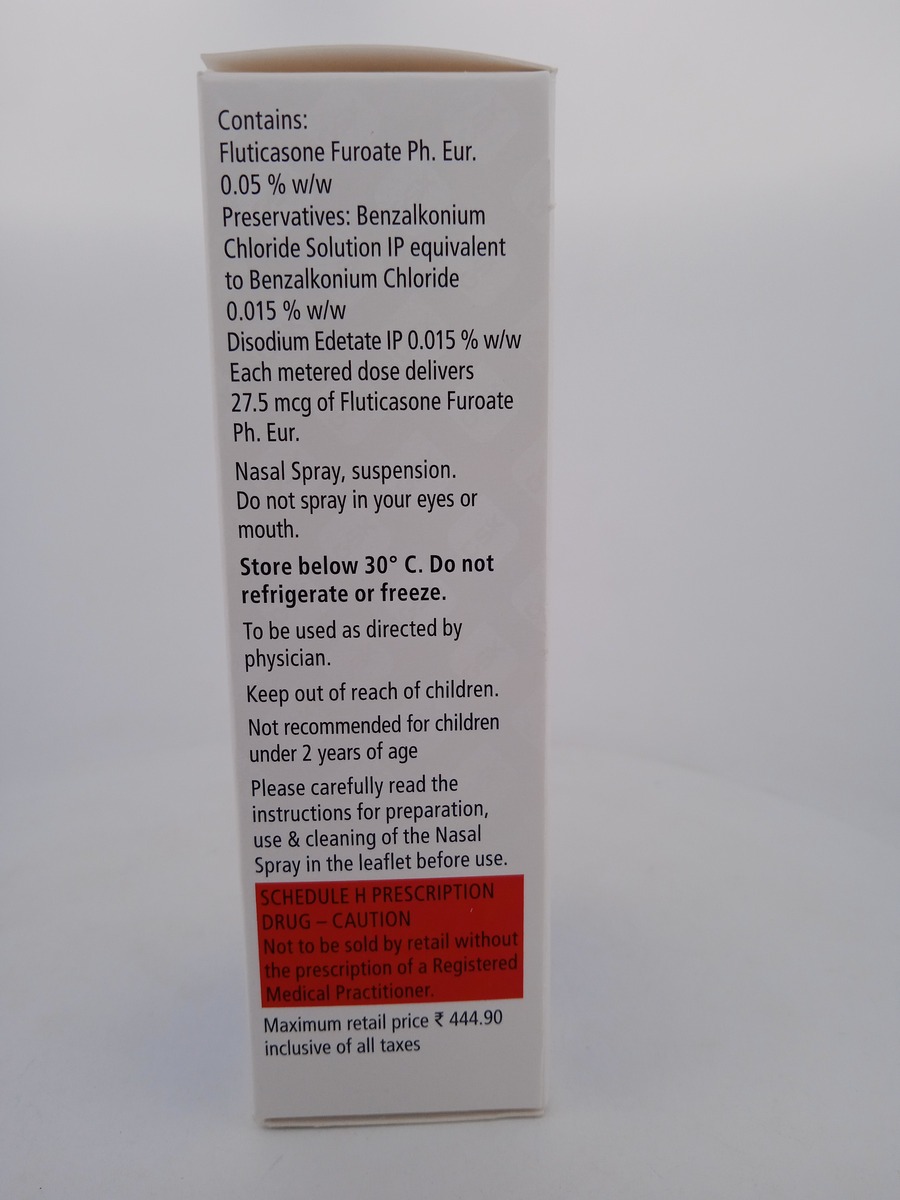 Contains:
Fluticasone Furoate Ph. Eur.
0.05 % w/w
Preservatives: Benzalkonium
Chloride Solution IP equivalent
to Benzalkonium Chloride
0.015 % w/w
Disodium Edetate IP 0.015 % w/w
Each metered dose delivers
27.5 mcg of Fluticasone Furoate
Ph. Eur.
Nasal Spray, suspension.
Do not spray in your eyes or
mouth.
Store below 30° C. Do not
refrigerate or freeze.
To be used as directed by
physician.
Keep out of reach of children.
Not recommended for children
under 2 years of age
Please carefully read the
instructions for preparation,
use & cleaning of the Nasal
Spray in the leaflet before use.
SCHEDULE H PRESCRIPTION
DRUG – CAUTION
Not to be sold by retail without
the prescription of a Registered
Medical Practitioner.
Maximum retail price ₹ 444.90
inclusive of all taxes